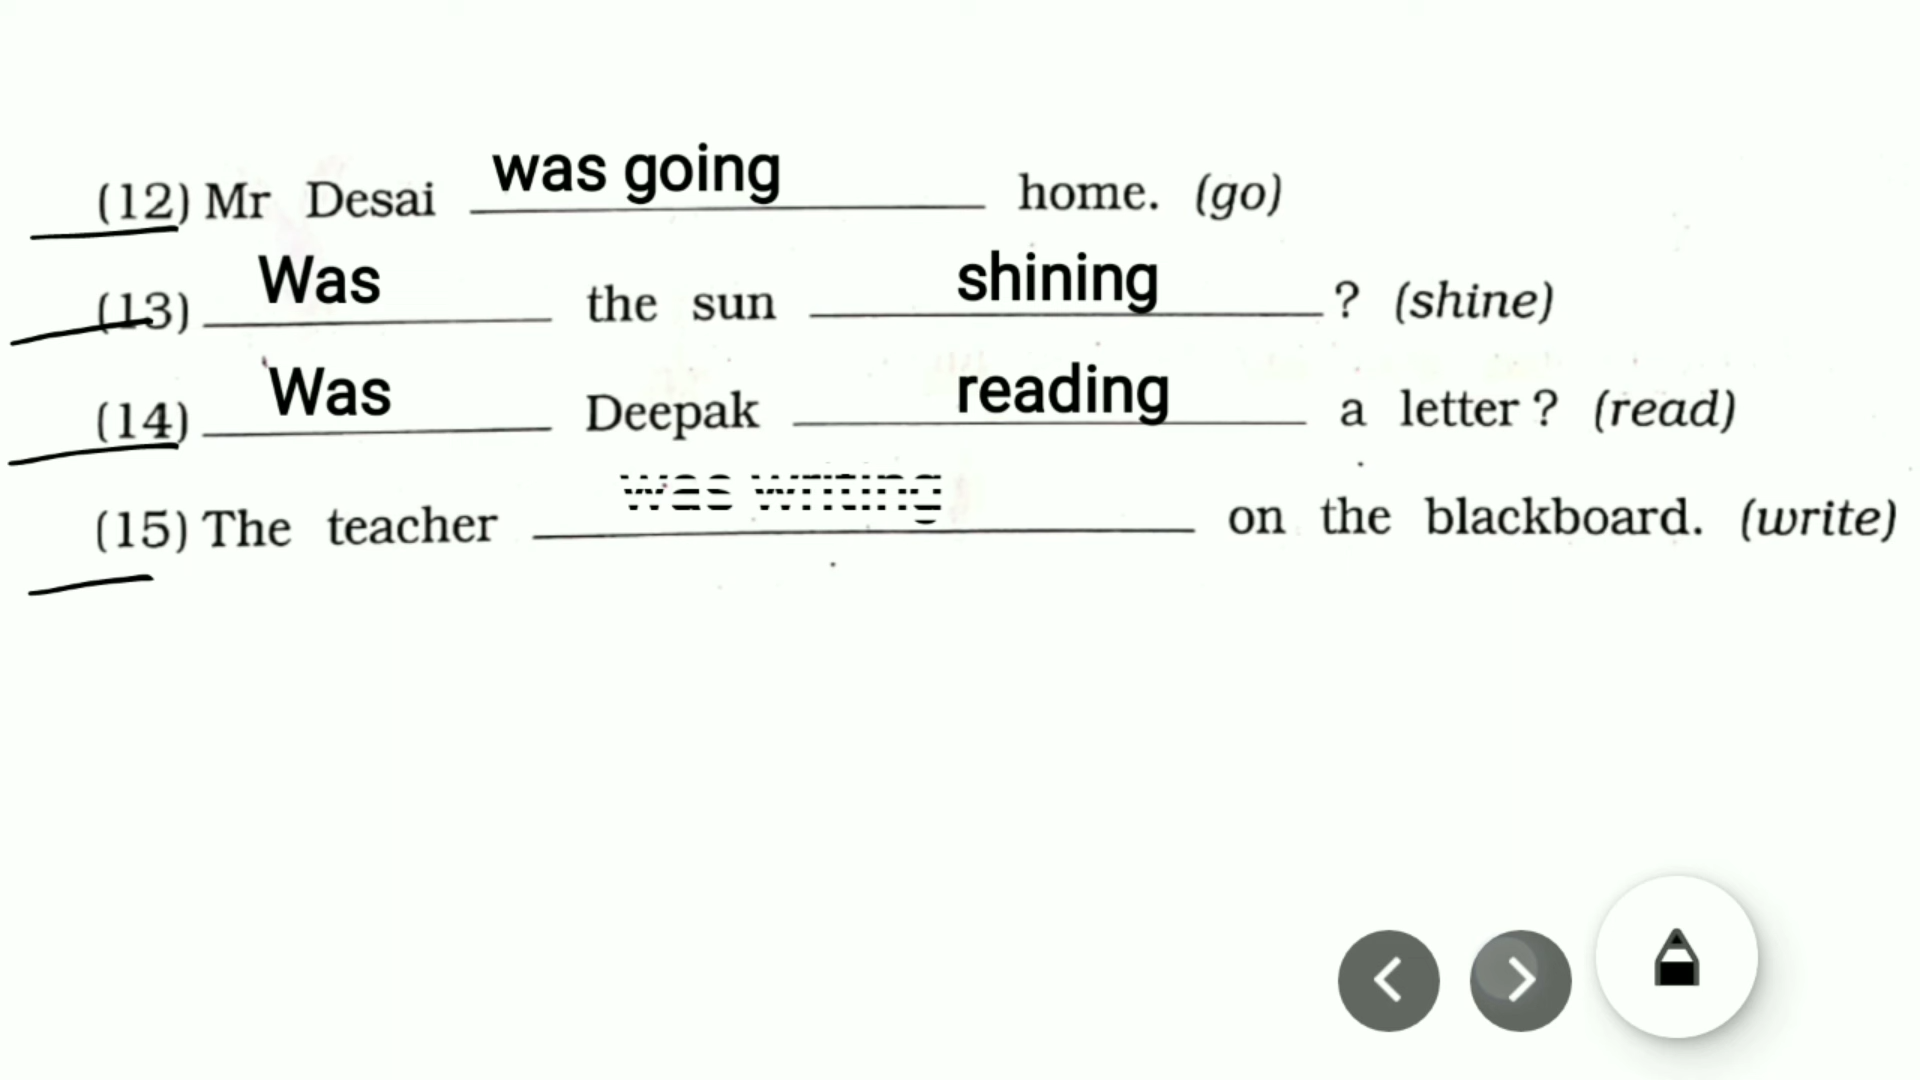 (12) Mr Desai was going home. (go)
(13) Was the sun shining ? (shine)
(14) Was Deepak reading a letter ? (read)
(15) The teacher was writing on the blackboard. (write)